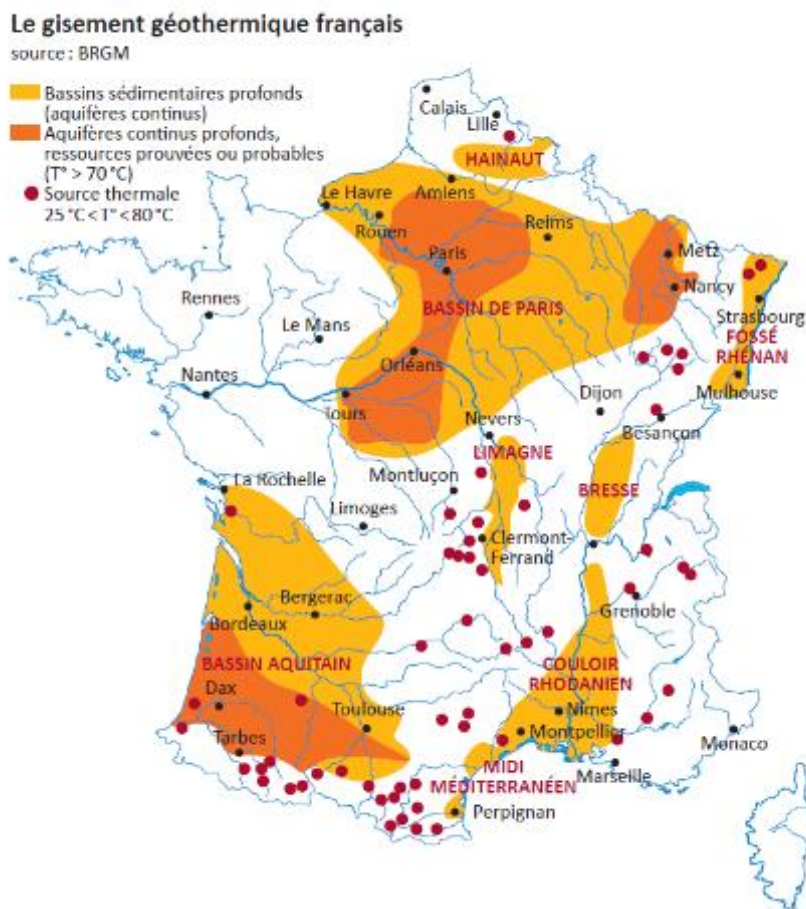 Le gisement géothermique français
source : BRGM
Bassins sédimentaires profonds
(aquifères continus)
Aquifères continus profonds,
ressources prouvées ou probables
(T° > 70 °C)
Source thermale
25 °C < T° < 80 °C
Calais
Lille
HAINAUT
Le Havre
Amiens
Rouen
Reims
Paris
Metz
Nancy
BASSIN DE PARIS
Strasbourg
FOSSÉ
RHÉNAN
Rennes
Le Mans
Orléans
Mulhouse
Nantes
Tours
Dijon
Nevers
Besançon
LIMAGNE
La Rochelle
Montluçon
BRESSE
Limoges
Clermont-
Ferrand
Bergerac
Grenoble
Bordeaux
BASSIN AQUITAIN
COULOIR
RHODANIEN
Dax
Toulouse
Nîmes
Montpellier
Tarbes
Monaco
MIDI
MÉDITERRANÉEN
Marseille
Perpignan